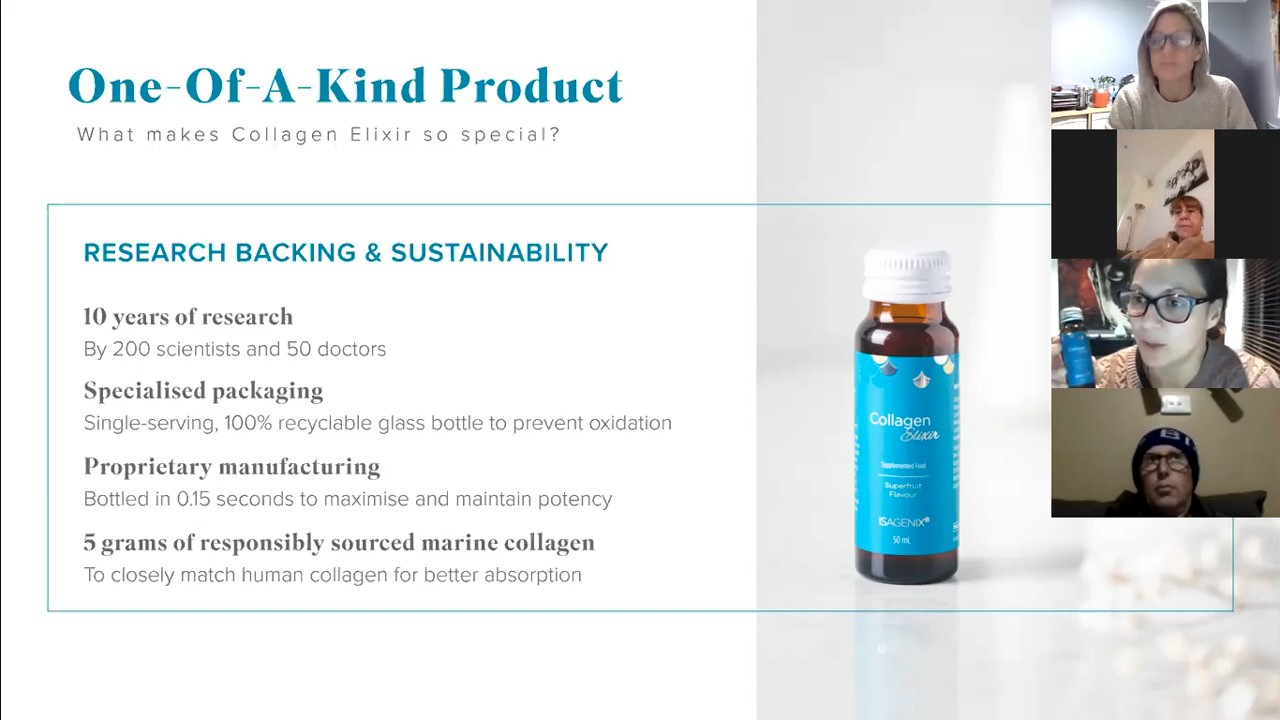 One-Of-A-Kind Product
What makes Collagen Elixir so special?
RESEARCH BACKING & SUSTAINABILITY
10 years of research
By 200 scientists and 50 doctors
Specialised packaging
Single-serving, 100% recyclable glass bottle to prevent oxidation
Proprietary manufacturing
Bottled in 0.15 seconds to maximise and maintain potency
5 grams of responsibly sourced marine collagen
To closely match human collagen for better absorption
Collagen
Elixir
Supplemented Food
Superfruit
Flavour
ISAGENIX®
50 mL